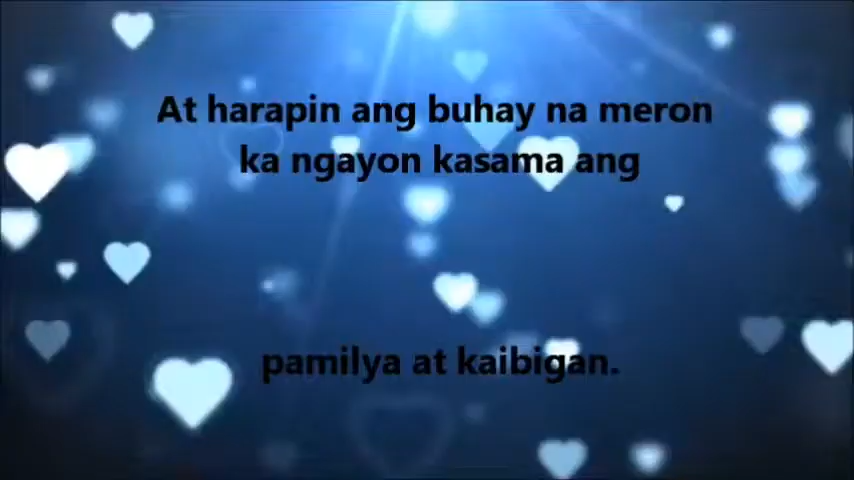 At harapin ang buhay na meron
ka ngayon kasama ang
pamilya at kaibigan.